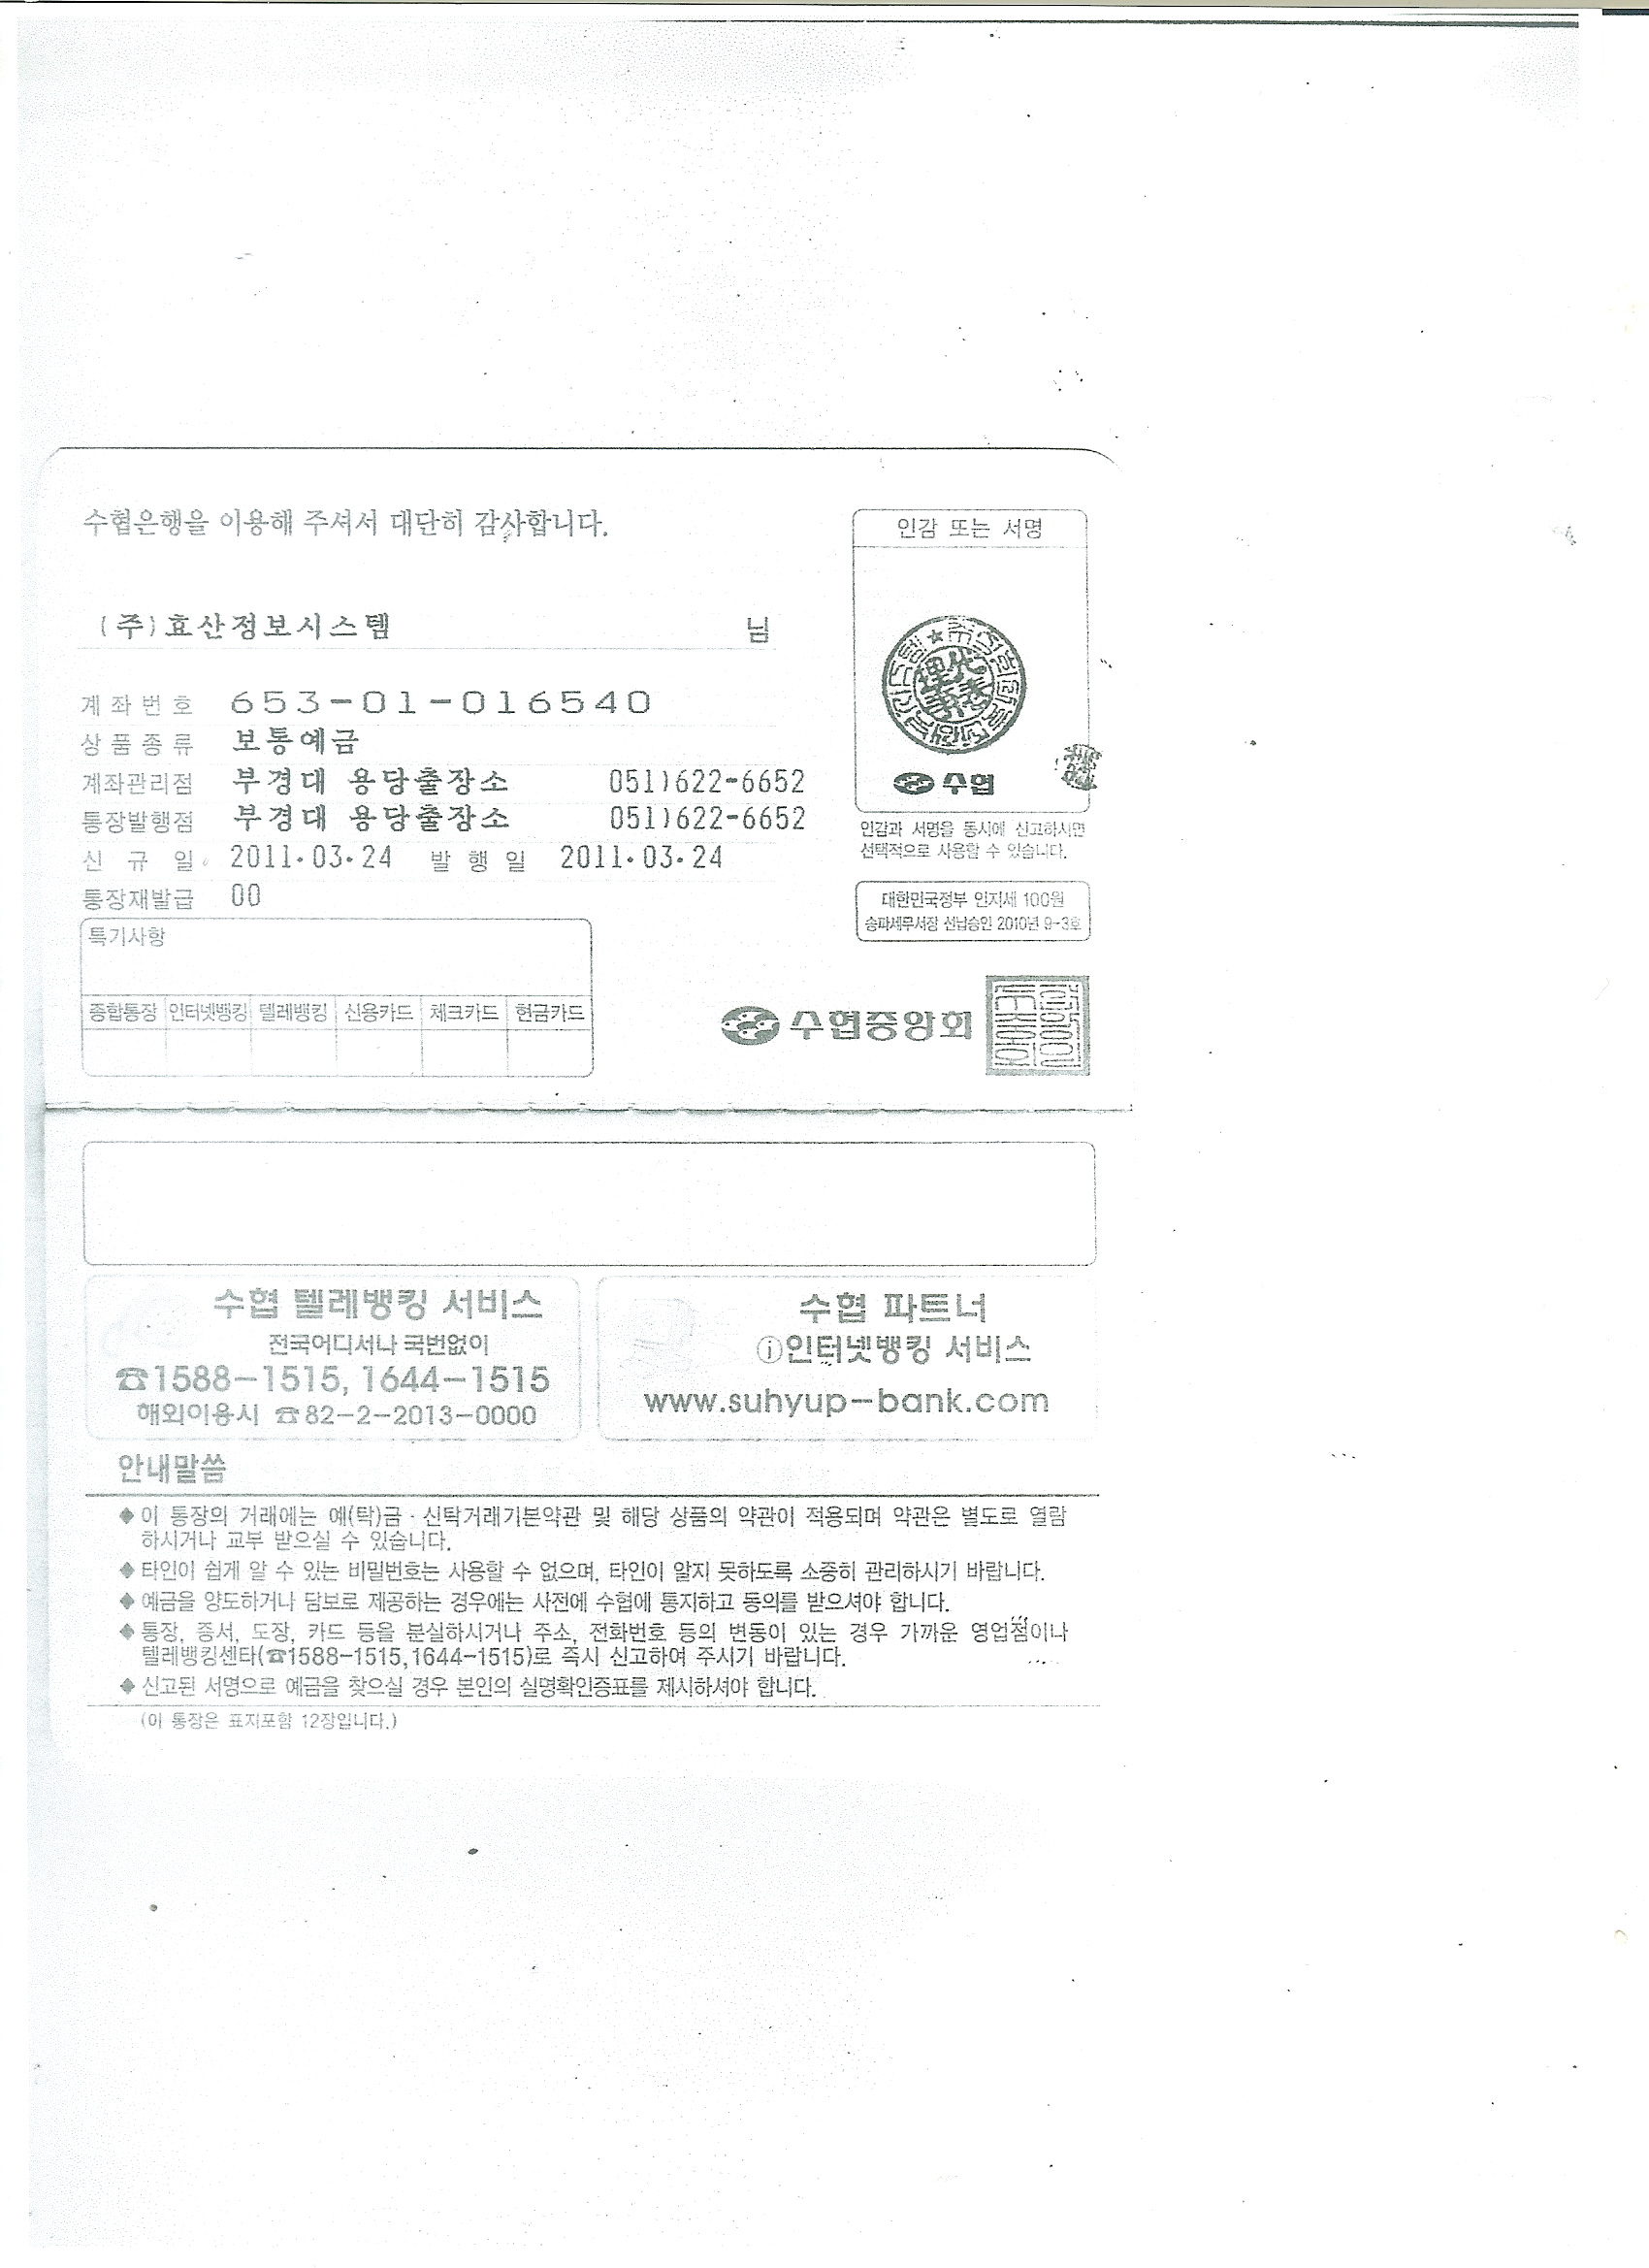 수협은행을 이용해 주셔서 대단히 감사합니다.
(주)효산정보시스템 님
계좌번호 653-01-016540
상품종류 보통예금
계좌관리점 부경대 용당출장소 051)622-6652
통장발행점 부경대 용당출장소 051)622-6652
신규일 2011.03.24 발행일 2011.03.24
통장재발급 00
특기사항
종합통장 인터넷뱅킹 텔레뱅킹 신용카드 체크카드 현금카드
인감 또는 서명
수협
인감과 서명을 동시에 신고하시면
선택적으로 사용할 수 있습니다.
대한민국정부 인지세 100원
송파세무서장 선납승인 2010년 9-3호
수협중앙회
수협 텔레뱅킹 서비스
전국어디서나 국번없이
☎1588-1515, 1644-1515
해외이용시 ☎82-2-2013-0000
수협 파트너
ⓘ인터넷뱅킹 서비스
www.suhyup-bank.com
안내말씀
◆ 이 통장의 거래에는 예(탁)금·신탁거래기본약관 및 해당 상품의 약관이 적용되며 약관은 별도로 열람
하시거나 교부 받으실 수 있습니다.
◆ 타인이 쉽게 알 수 있는 비밀번호는 사용할 수 없으며, 타인이 알지 못하도록 소중히 관리하시기 바랍니다.
◆ 예금을 양도하거나 담보로 제공하는 경우에는 사전에 수협에 통지하고 동의를 받으셔야 합니다.
◆ 통장, 증서, 도장, 카드 등을 분실하시거나 주소, 전화번호 등의 변동이 있는 경우 가까운 영업점이나
텔레뱅킹센타(☎1588-1515,1644-1515)로 즉시 신고하여 주시기 바랍니다.
◆ 신고된 서명으로 예금을 찾으실 경우 본인의 실명확인증표를 제시하셔야 합니다.
(이 통장은 표지포함 12장입니다.)